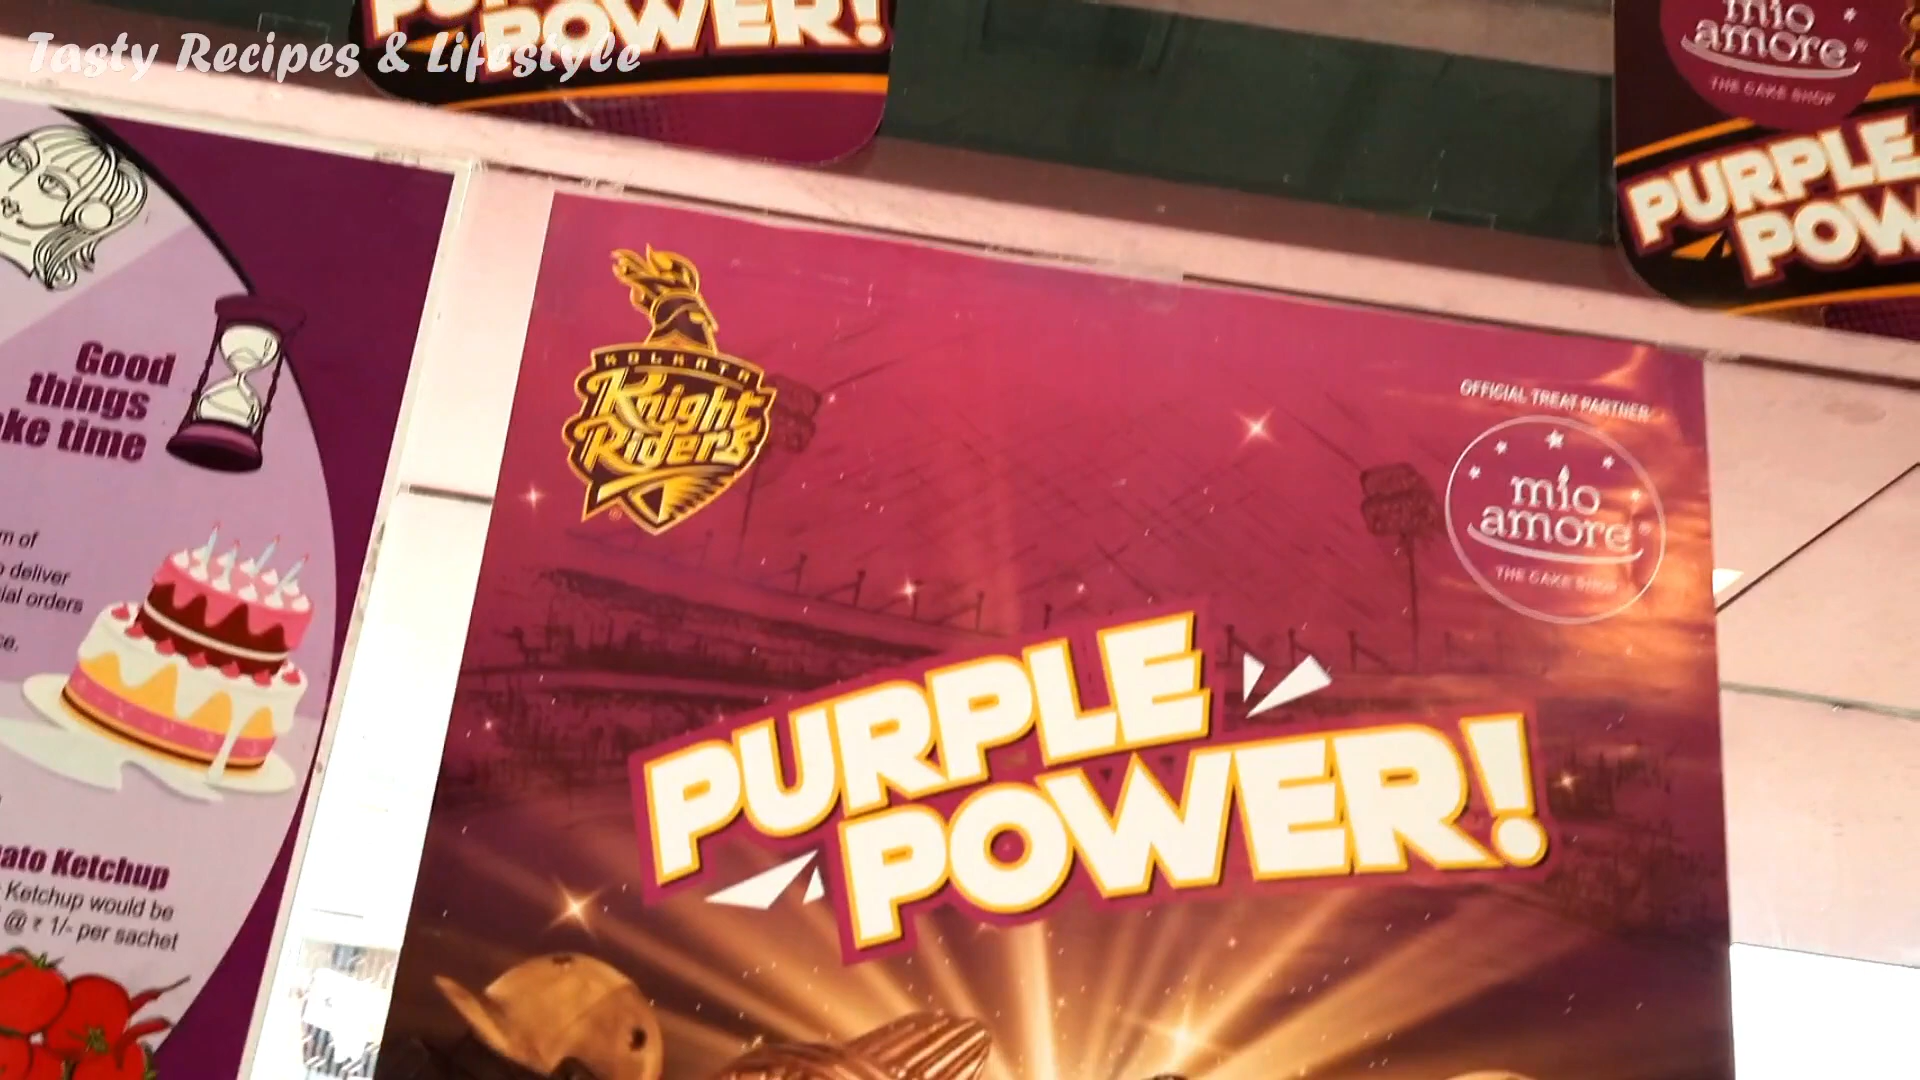 Tasty Recipes & Lifestyle
POWER!
mio
amore
THE CAKE SHOP
PURPLE
Good
things
ke time
m of
deliver
ial orders
ce.
ato Ketchup
Ketchup would be
@ ₹ 1/- per sachet
KOLKATA
Knight
Riders
OFFICIAL TREAT PARTNER
mio
amore
THE CAKE SHOP
PURPLE
POWER!